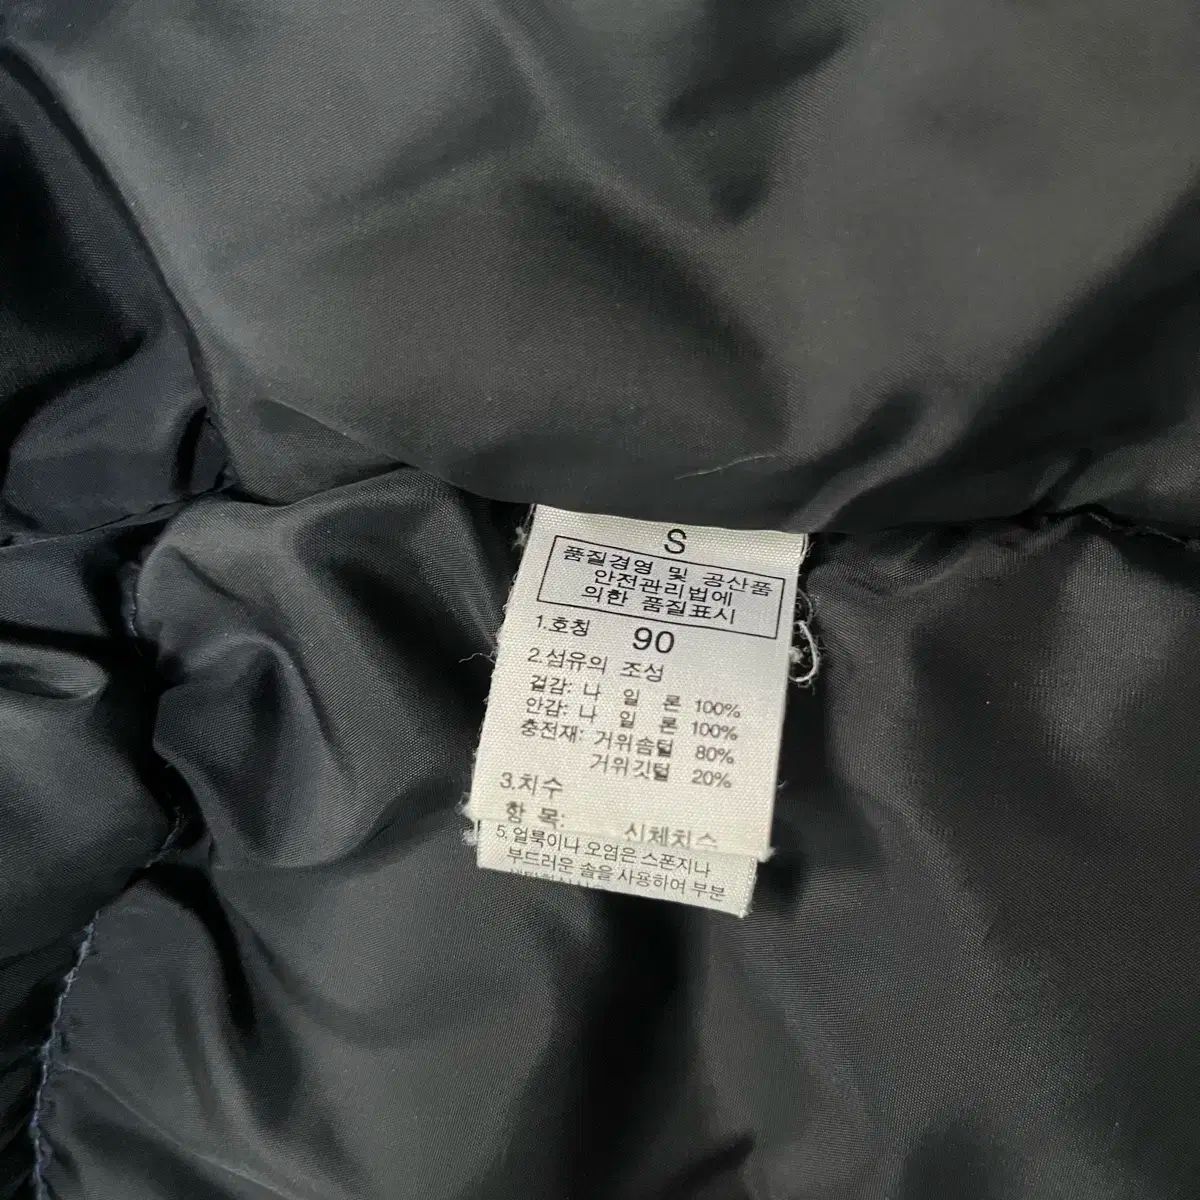 S
품질경영 및 공산품
안전관리법에
의한 품질표시
1.호칭 90
2.섬유의 조성
겉감: 나 일 론 100%
안감: 나 일 론 100%
충전재: 거위솜털 80%
거위깃털 20%
3.치수
항 목: 신체치수
5. 얼룩이나 오염은 스폰지나
부드러운 솔을 사용하여 부분